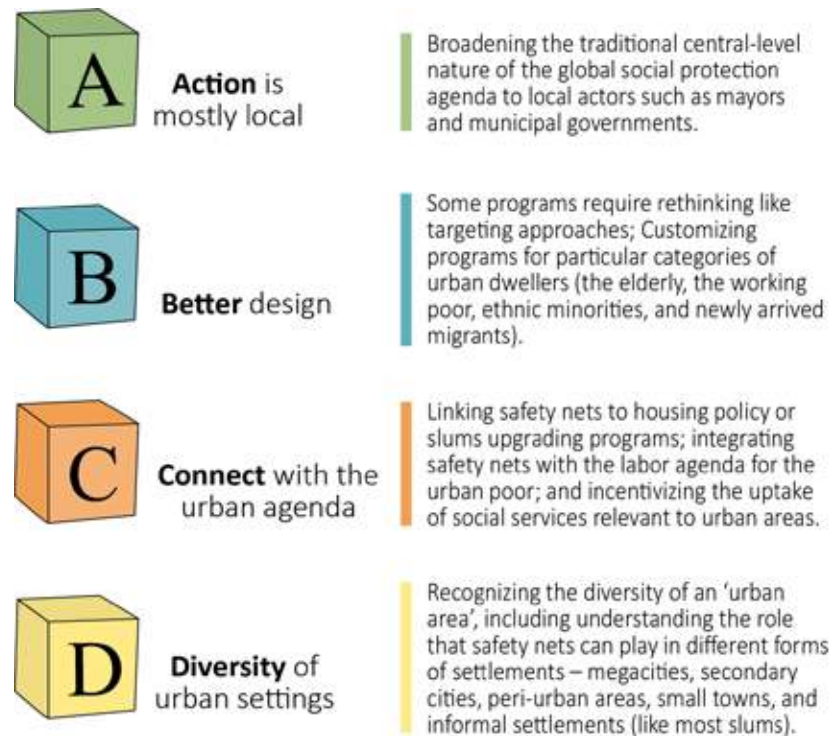 A
Action is
mostly local
Broadening the traditional central-level
nature of the global social protection
agenda to local actors such as mayors
and municipal governments.
B
Better design
Some programs require rethinking like
targeting approaches; Customizing
programs for particular categories of
urban dwellers (the elderly, the working
poor, ethnic minorities, and newly arrived
migrants).
C
Connect with the
urban agenda
Linking safety nets to housing policy or
slums upgrading programs; integrating
safety nets with the labor agenda for the
urban poor; and incentivizing the uptake
of social services relevant to urban areas.
D
Diversity of
urban settings
Recognizing the diversity of an ‘urban
area’, including understanding the role
that safety nets can play in different forms
of settlements – megacities, secondary
cities, peri-urban areas, small towns, and
informal settlements (like most slums).